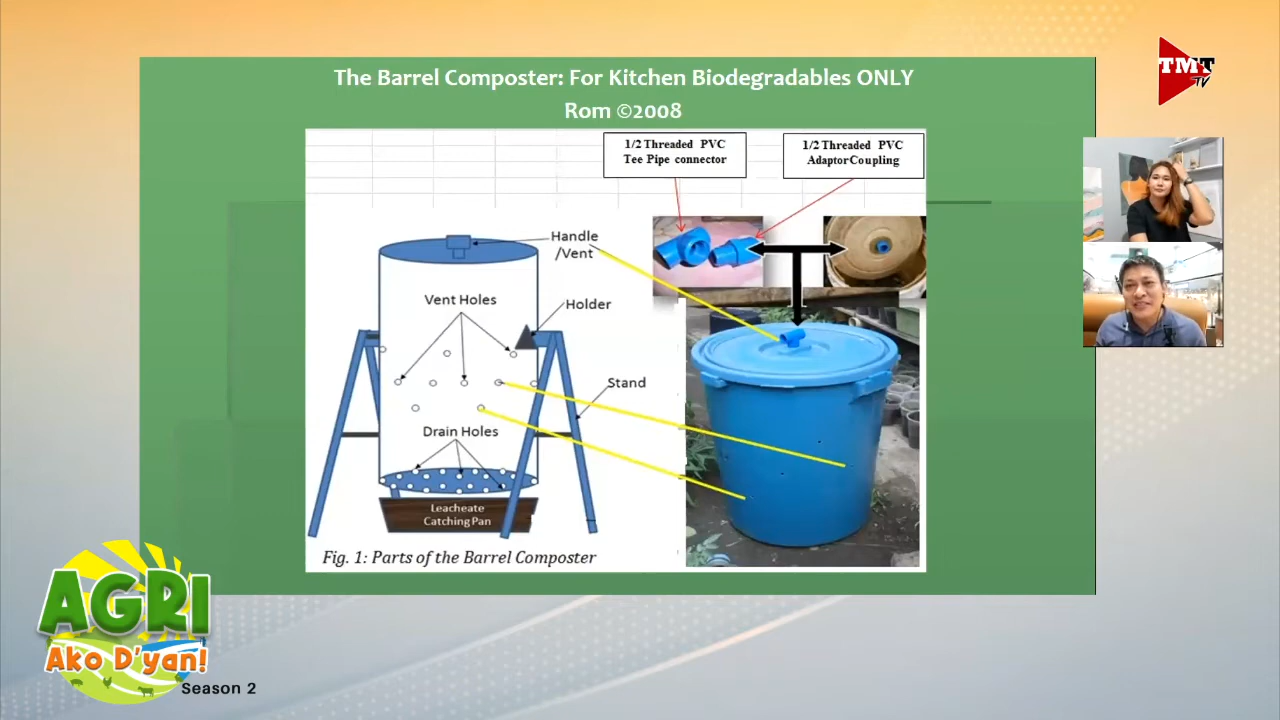 The Barrel Composter: For Kitchen Biodegradables ONLY
Rom ©2008
TMT
TV
1/2 Threaded PVC
Tee Pipe connector
1/2 Threaded PVC
Adaptor Coupling
Handle
/Vent
Vent Holes
Holder
Stand
Drain Holes
Leacheate
Catching Pan
Fig. 1: Parts of the Barrel Composter
AGRI
Ako D'yan!
Season 2